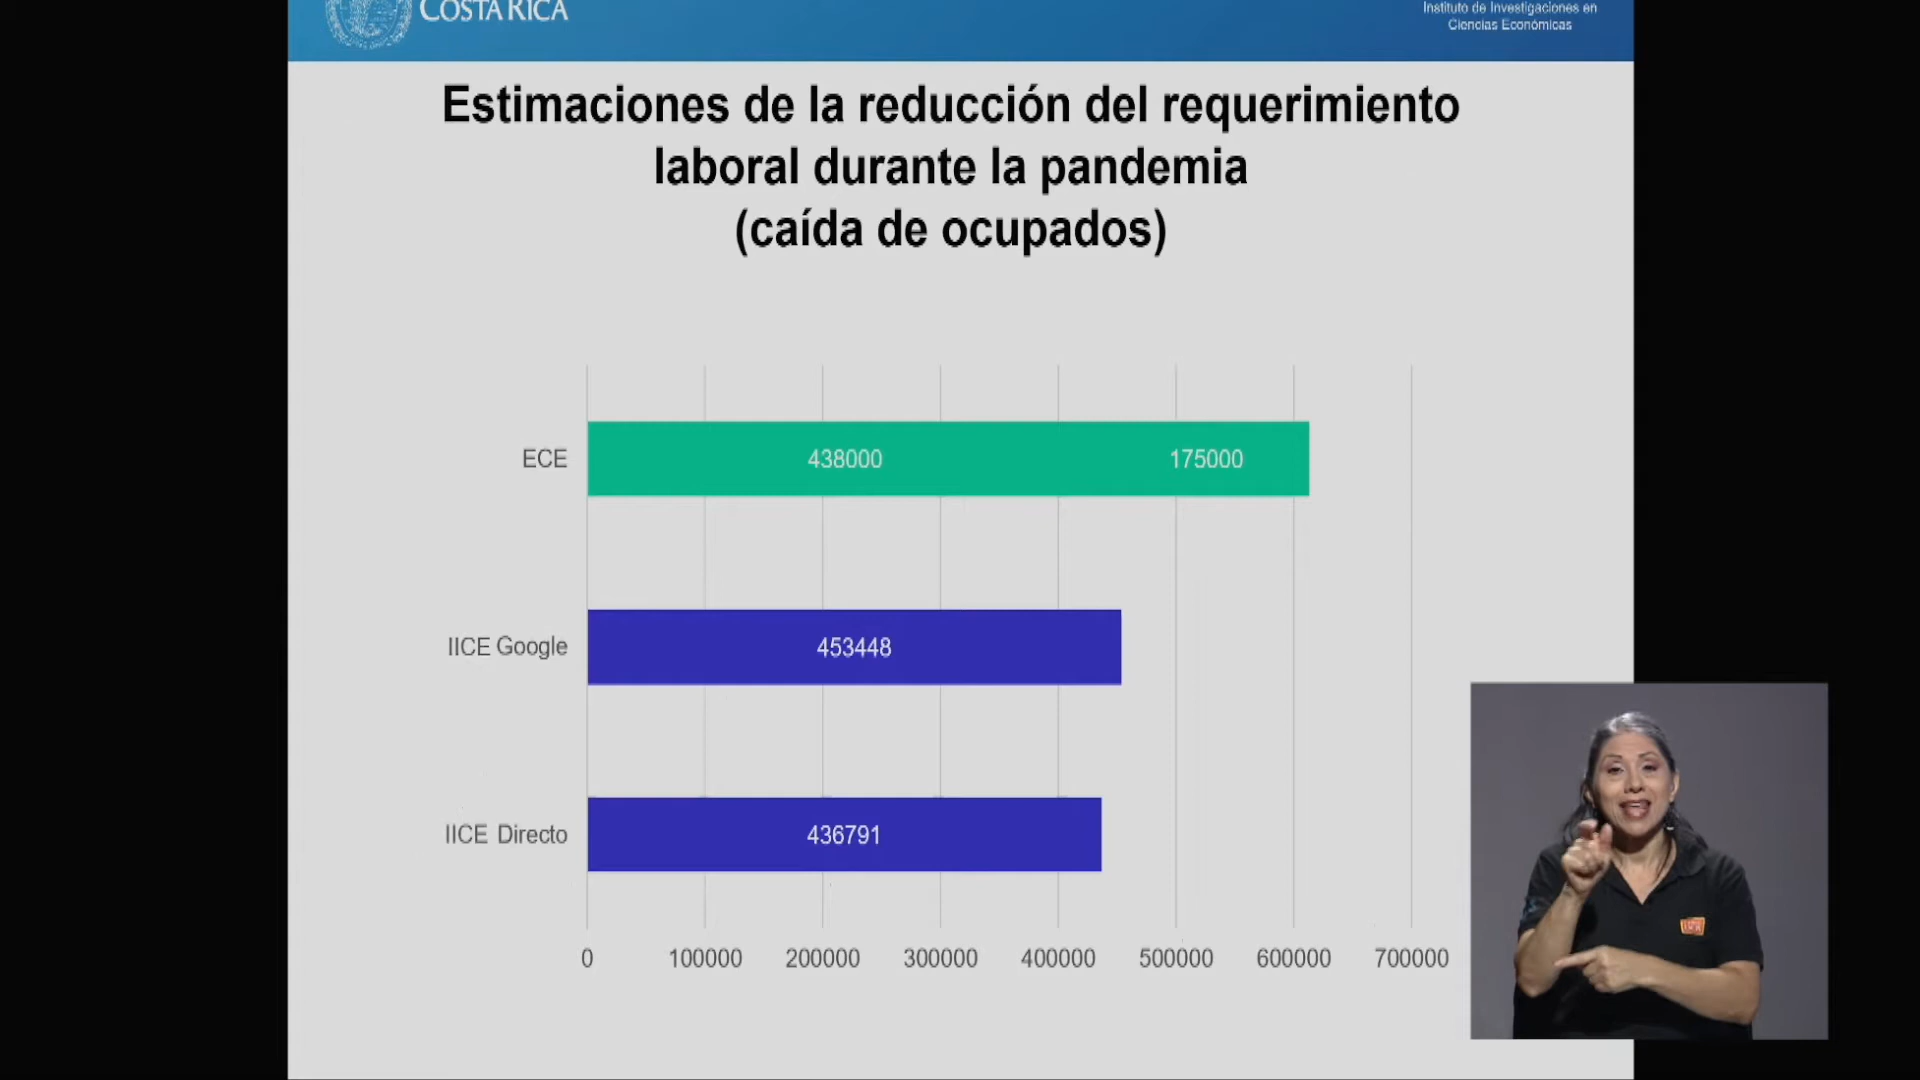 COSTA RICA
Instituto de Investigaciones en
Ciencias Económicas
Estimaciones de la reducción del requerimiento
laboral durante la pandemia
(caída de ocupados)
ECE
438000
175000
IICE Google
453448
IICE Directo
436791
0 100000 200000 300000 400000 500000 600000 700000